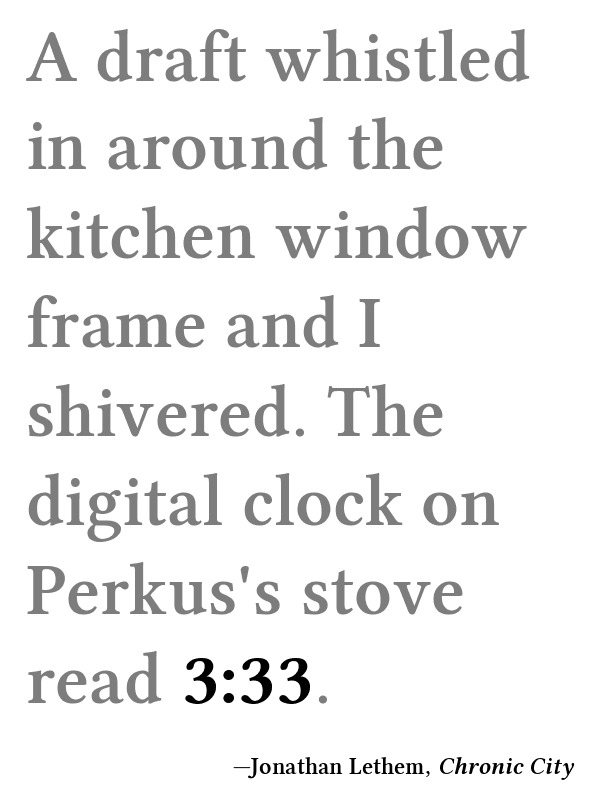 A draft whistled
in around the
kitchen window
frame and I
shivered. The
digital clock on
Perkus's stove
read 3:33.
—Jonathan Lethem, Chronic City